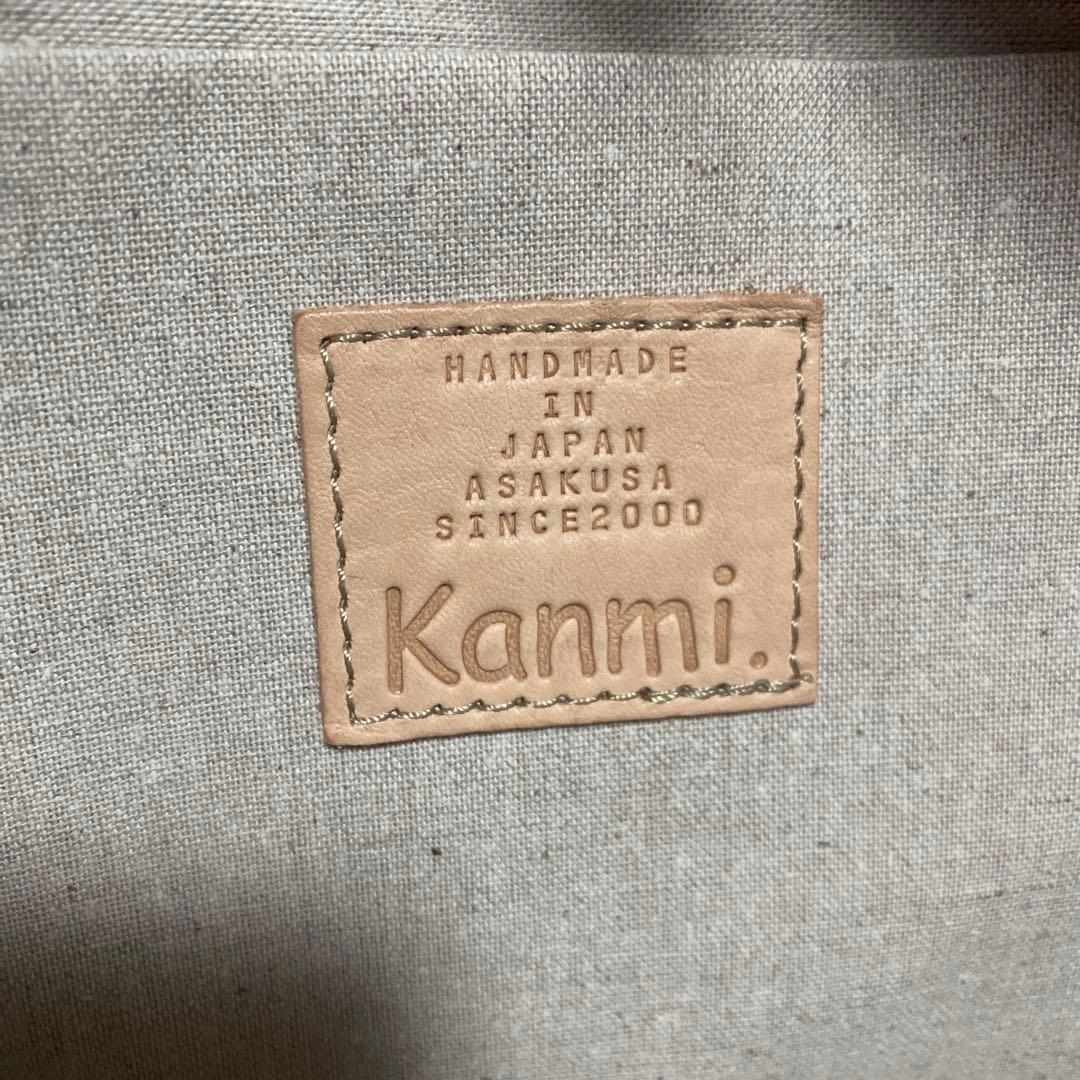 HANDMADE
IN
JAPAN
ASAKUSA
SINCE2000
Kanmi.